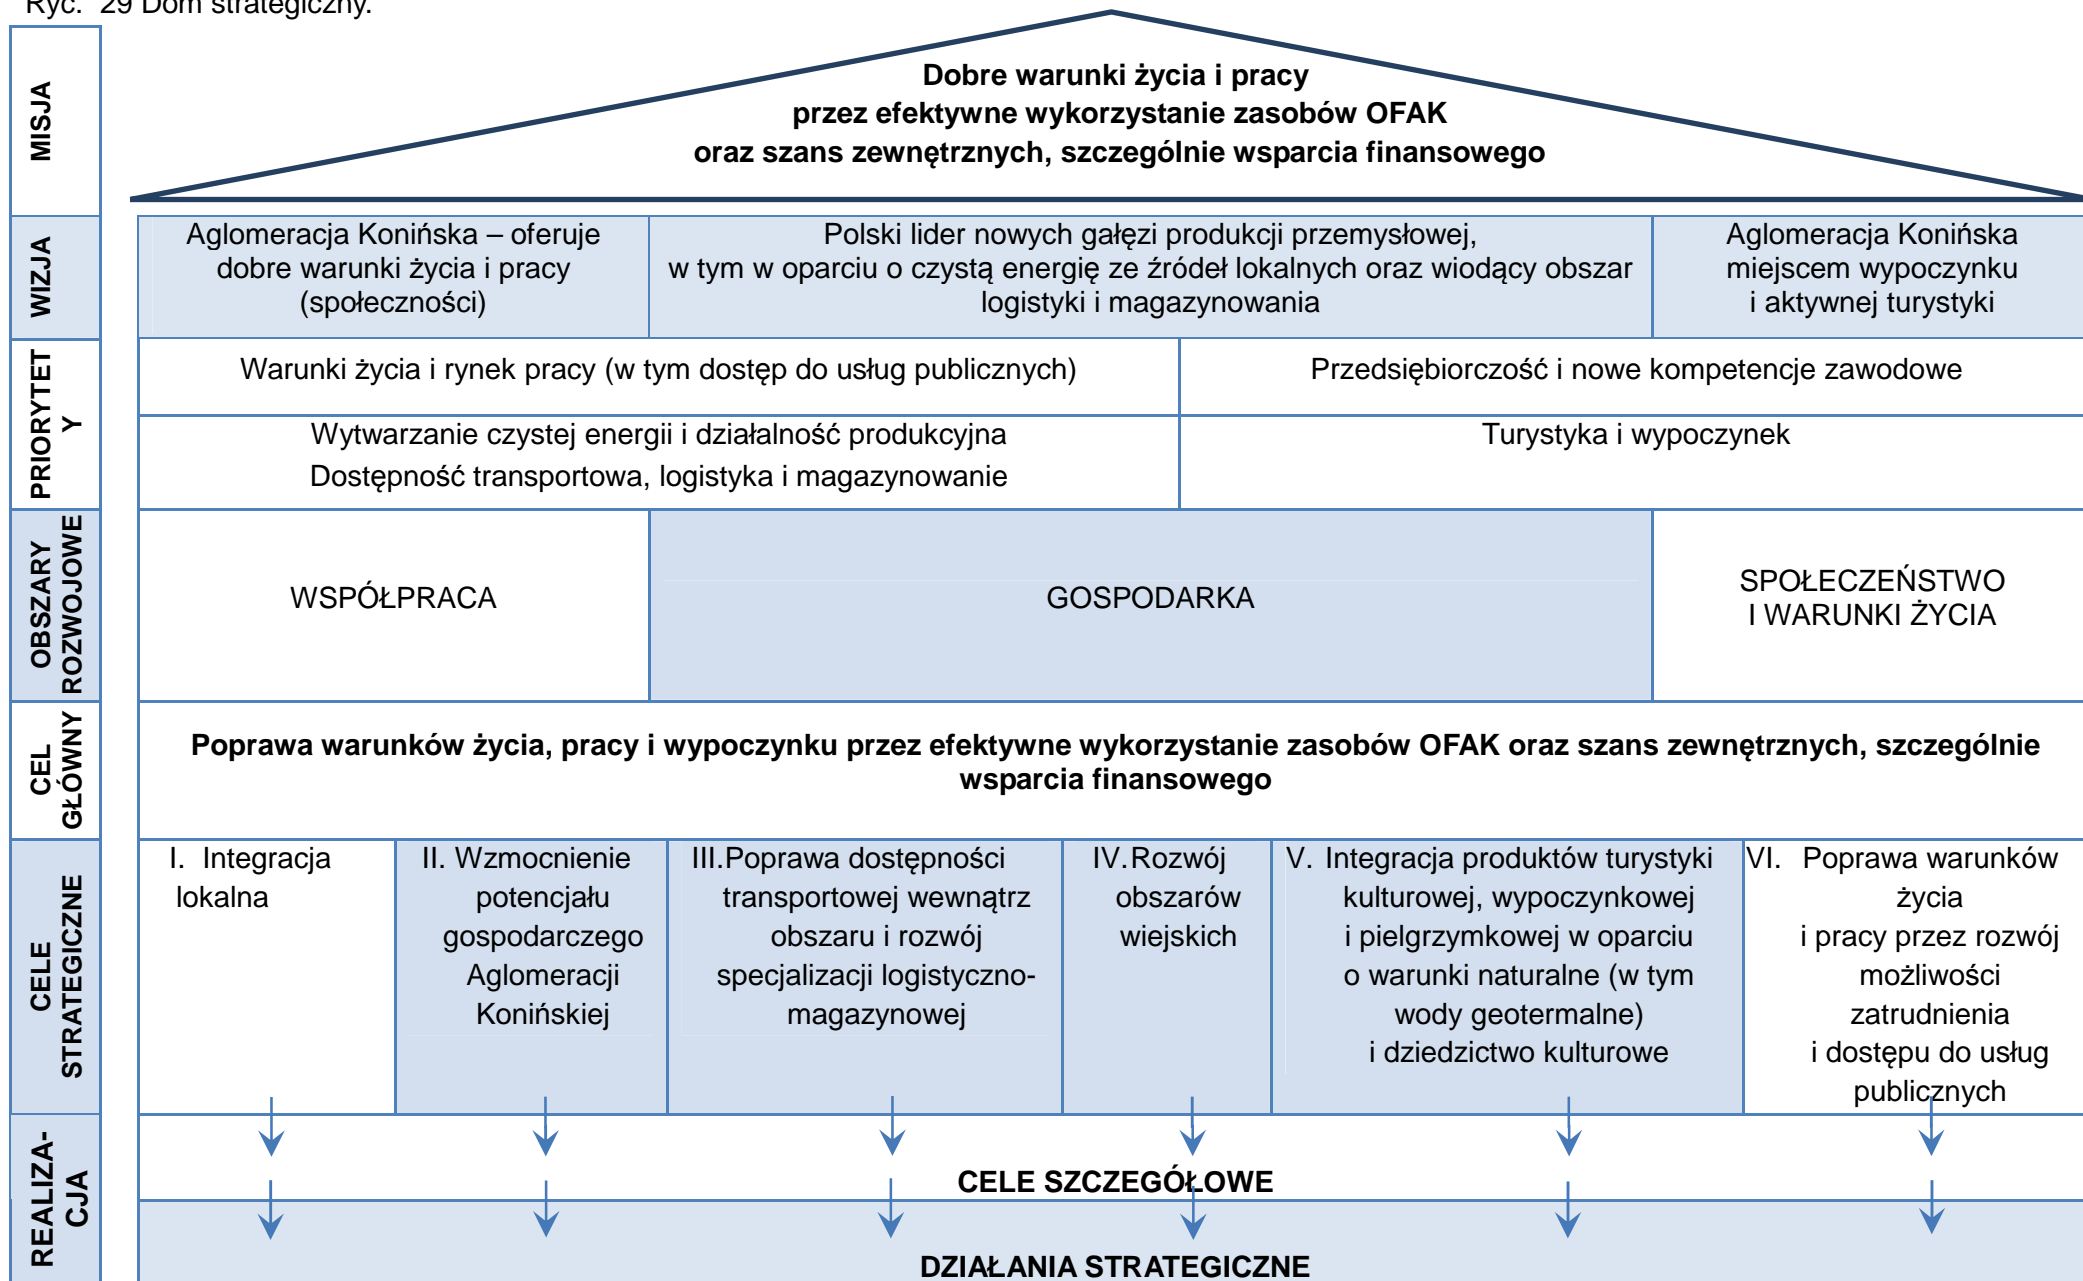 Ryc. 29 Dom strategiczny.
MISJA
Dobre warunki życia i pracy
przez efektywne wykorzystanie zasobów OFAK
oraz szans zewnętrznych, szczególnie wsparcia finansowego
WIZJA
Aglomeracja Konińska – oferuje
dobre warunki życia i pracy
(społeczności)
Polski lider nowych gałęzi produkcji przemysłowej,
w tym w oparciu o czystą energię ze źródeł lokalnych oraz wiodący obszar
logistyki i magazynowania
Aglomeracja Konińska
miejscem wypoczynku
i aktywnej turystyki
PRIORYTET
Y
Warunki życia i rynek pracy (w tym dostęp do usług publicznych)
Przedsiębiorczość i nowe kompetencje zawodowe
Wytwarzanie czystej energii i działalność produkcyjna
Dostępność transportowa, logistyka i magazynowanie
Turystyka i wypoczynek
OBSZARY
ROZWOJOWE
WSPÓŁPRACA
GOSPODARKA
SPOŁECZEŃSTWO
I WARUNKI ŻYCIA
CEL
GŁÓWNY
Poprawa warunków życia, pracy i wypoczynku przez efektywne wykorzystanie zasobów OFAK oraz szans zewnętrznych, szczególnie
wsparcia finansowego
CELE
STRATEGICZNE
I. Integracja
lokalna
II. Wzmocnienie
potencjału
gospodarczego
Aglomeracji
Konińskiej
III.Poprawa dostępności
transportowej wewnątrz
obszaru i rozwój
specjalizacji logistyczno-
magazynowej
IV.Rozwój
obszarów
wiejskich
V. Integracja produktów turystyki
kulturowej, wypoczynkowej
i pielgrzymkowej w oparciu
o warunki naturalne (w tym
wody geotermalne)
i dziedzictwo kulturowe
VI. Poprawa warunków
życia
i pracy przez rozwój
możliwości
zatrudnienia
i dostępu do usług
publicznych
REALIZA-
CJA
CELE SZCZEGÓŁOWE
DZIAŁANIA STRATEGICZNE